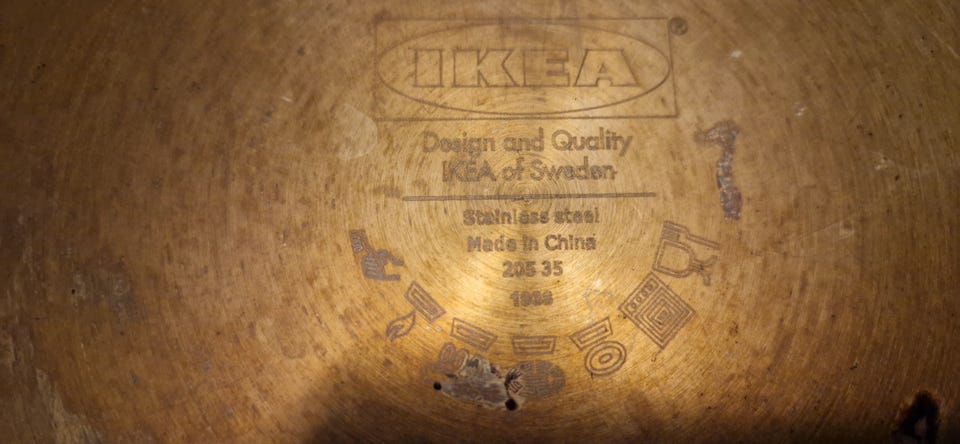 IKEA®
Design and Quality
IKEA of Sweden
Stainless steel
Made in China
205 35